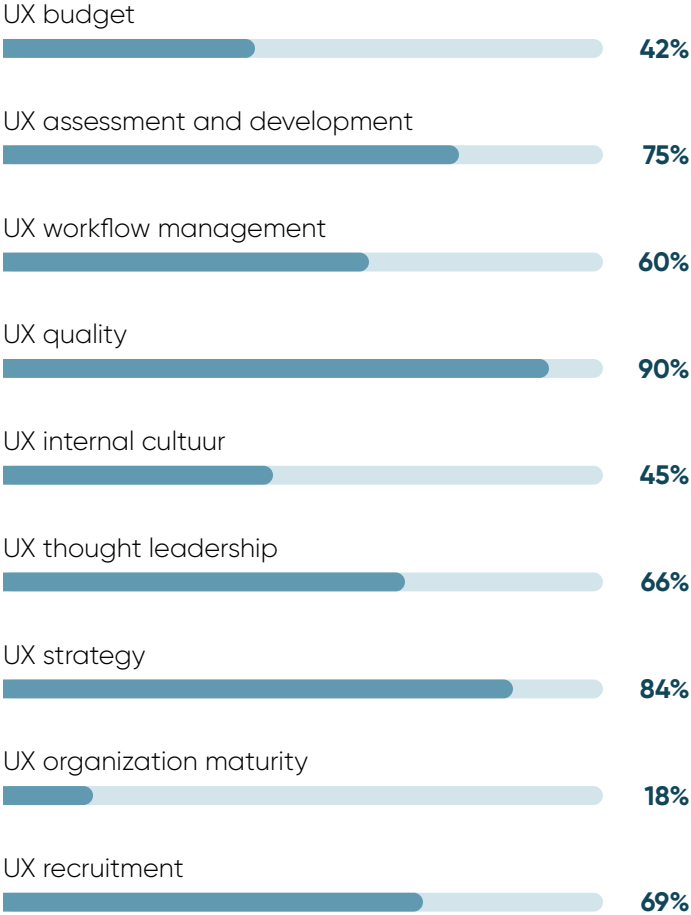 UX budget
42%
UX assessment and development
75%
UX workflow management
60%
UX quality
90%
UX internal cultuur
45%
UX thought leadership
66%
UX strategy
84%
UX organization maturity
18%
UX recruitment
69%